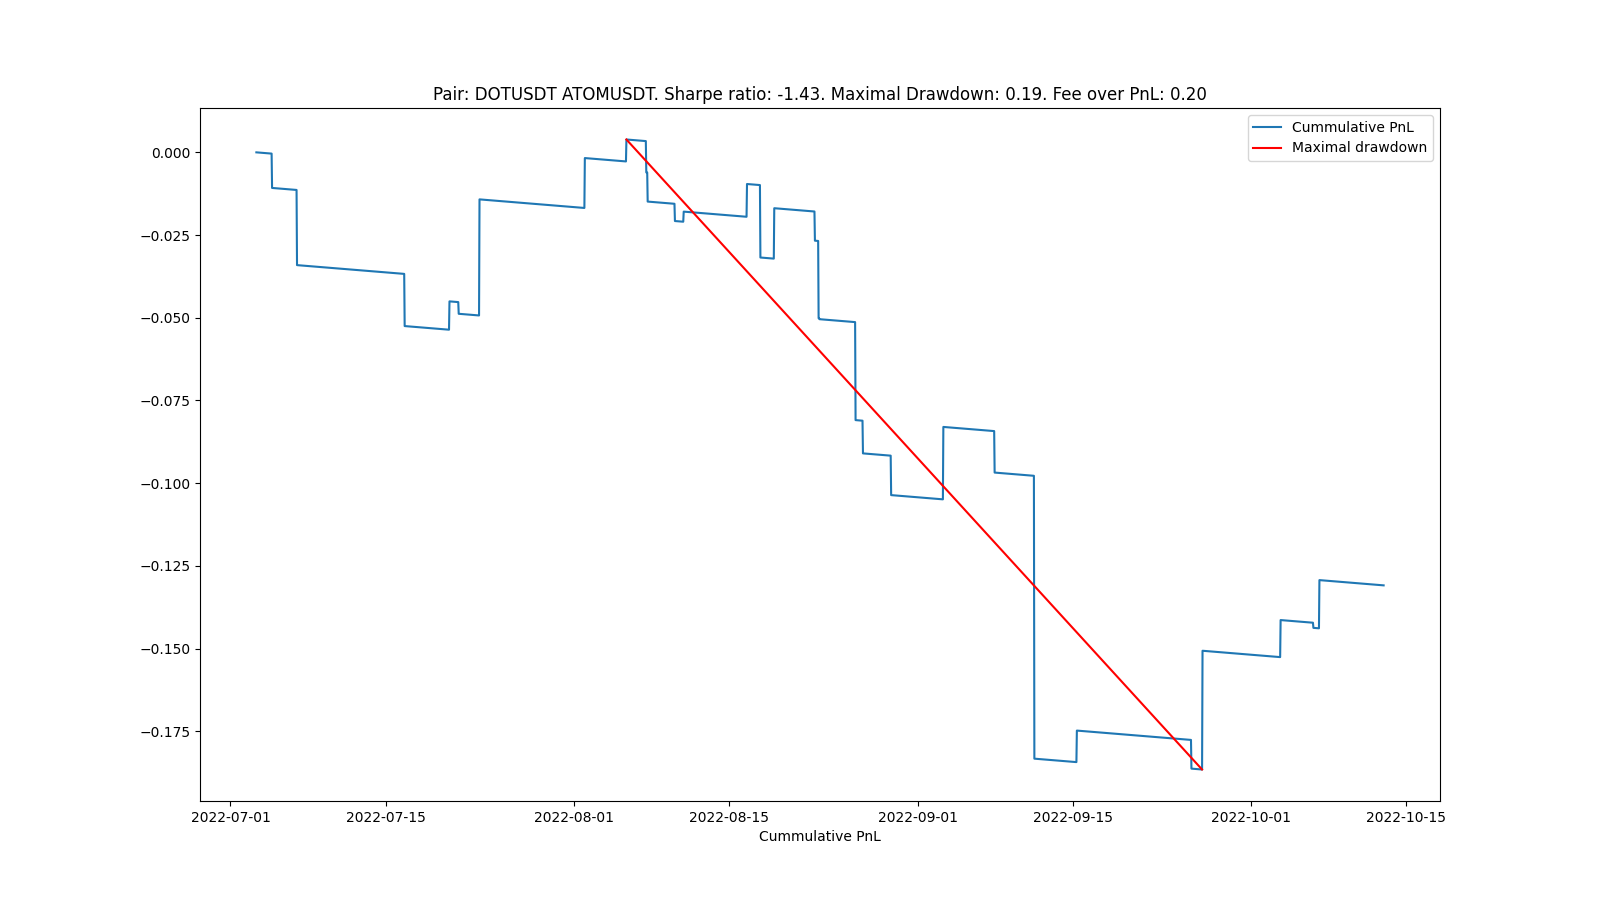 Pair: DOTUSDT ATOMUSDT. Sharpe ratio: -1.43. Maximal Drawdown: 0.19. Fee over PnL: 0.20
Cummulative PnL
Maximal drawdown
0.000
−0.025
−0.050
−0.075
−0.100
−0.125
−0.150
−0.175
2022-07-01 2022-07-15 2022-08-01 2022-08-15 2022-09-01 2022-09-15 2022-10-01 2022-10-15
Cummulative PnL